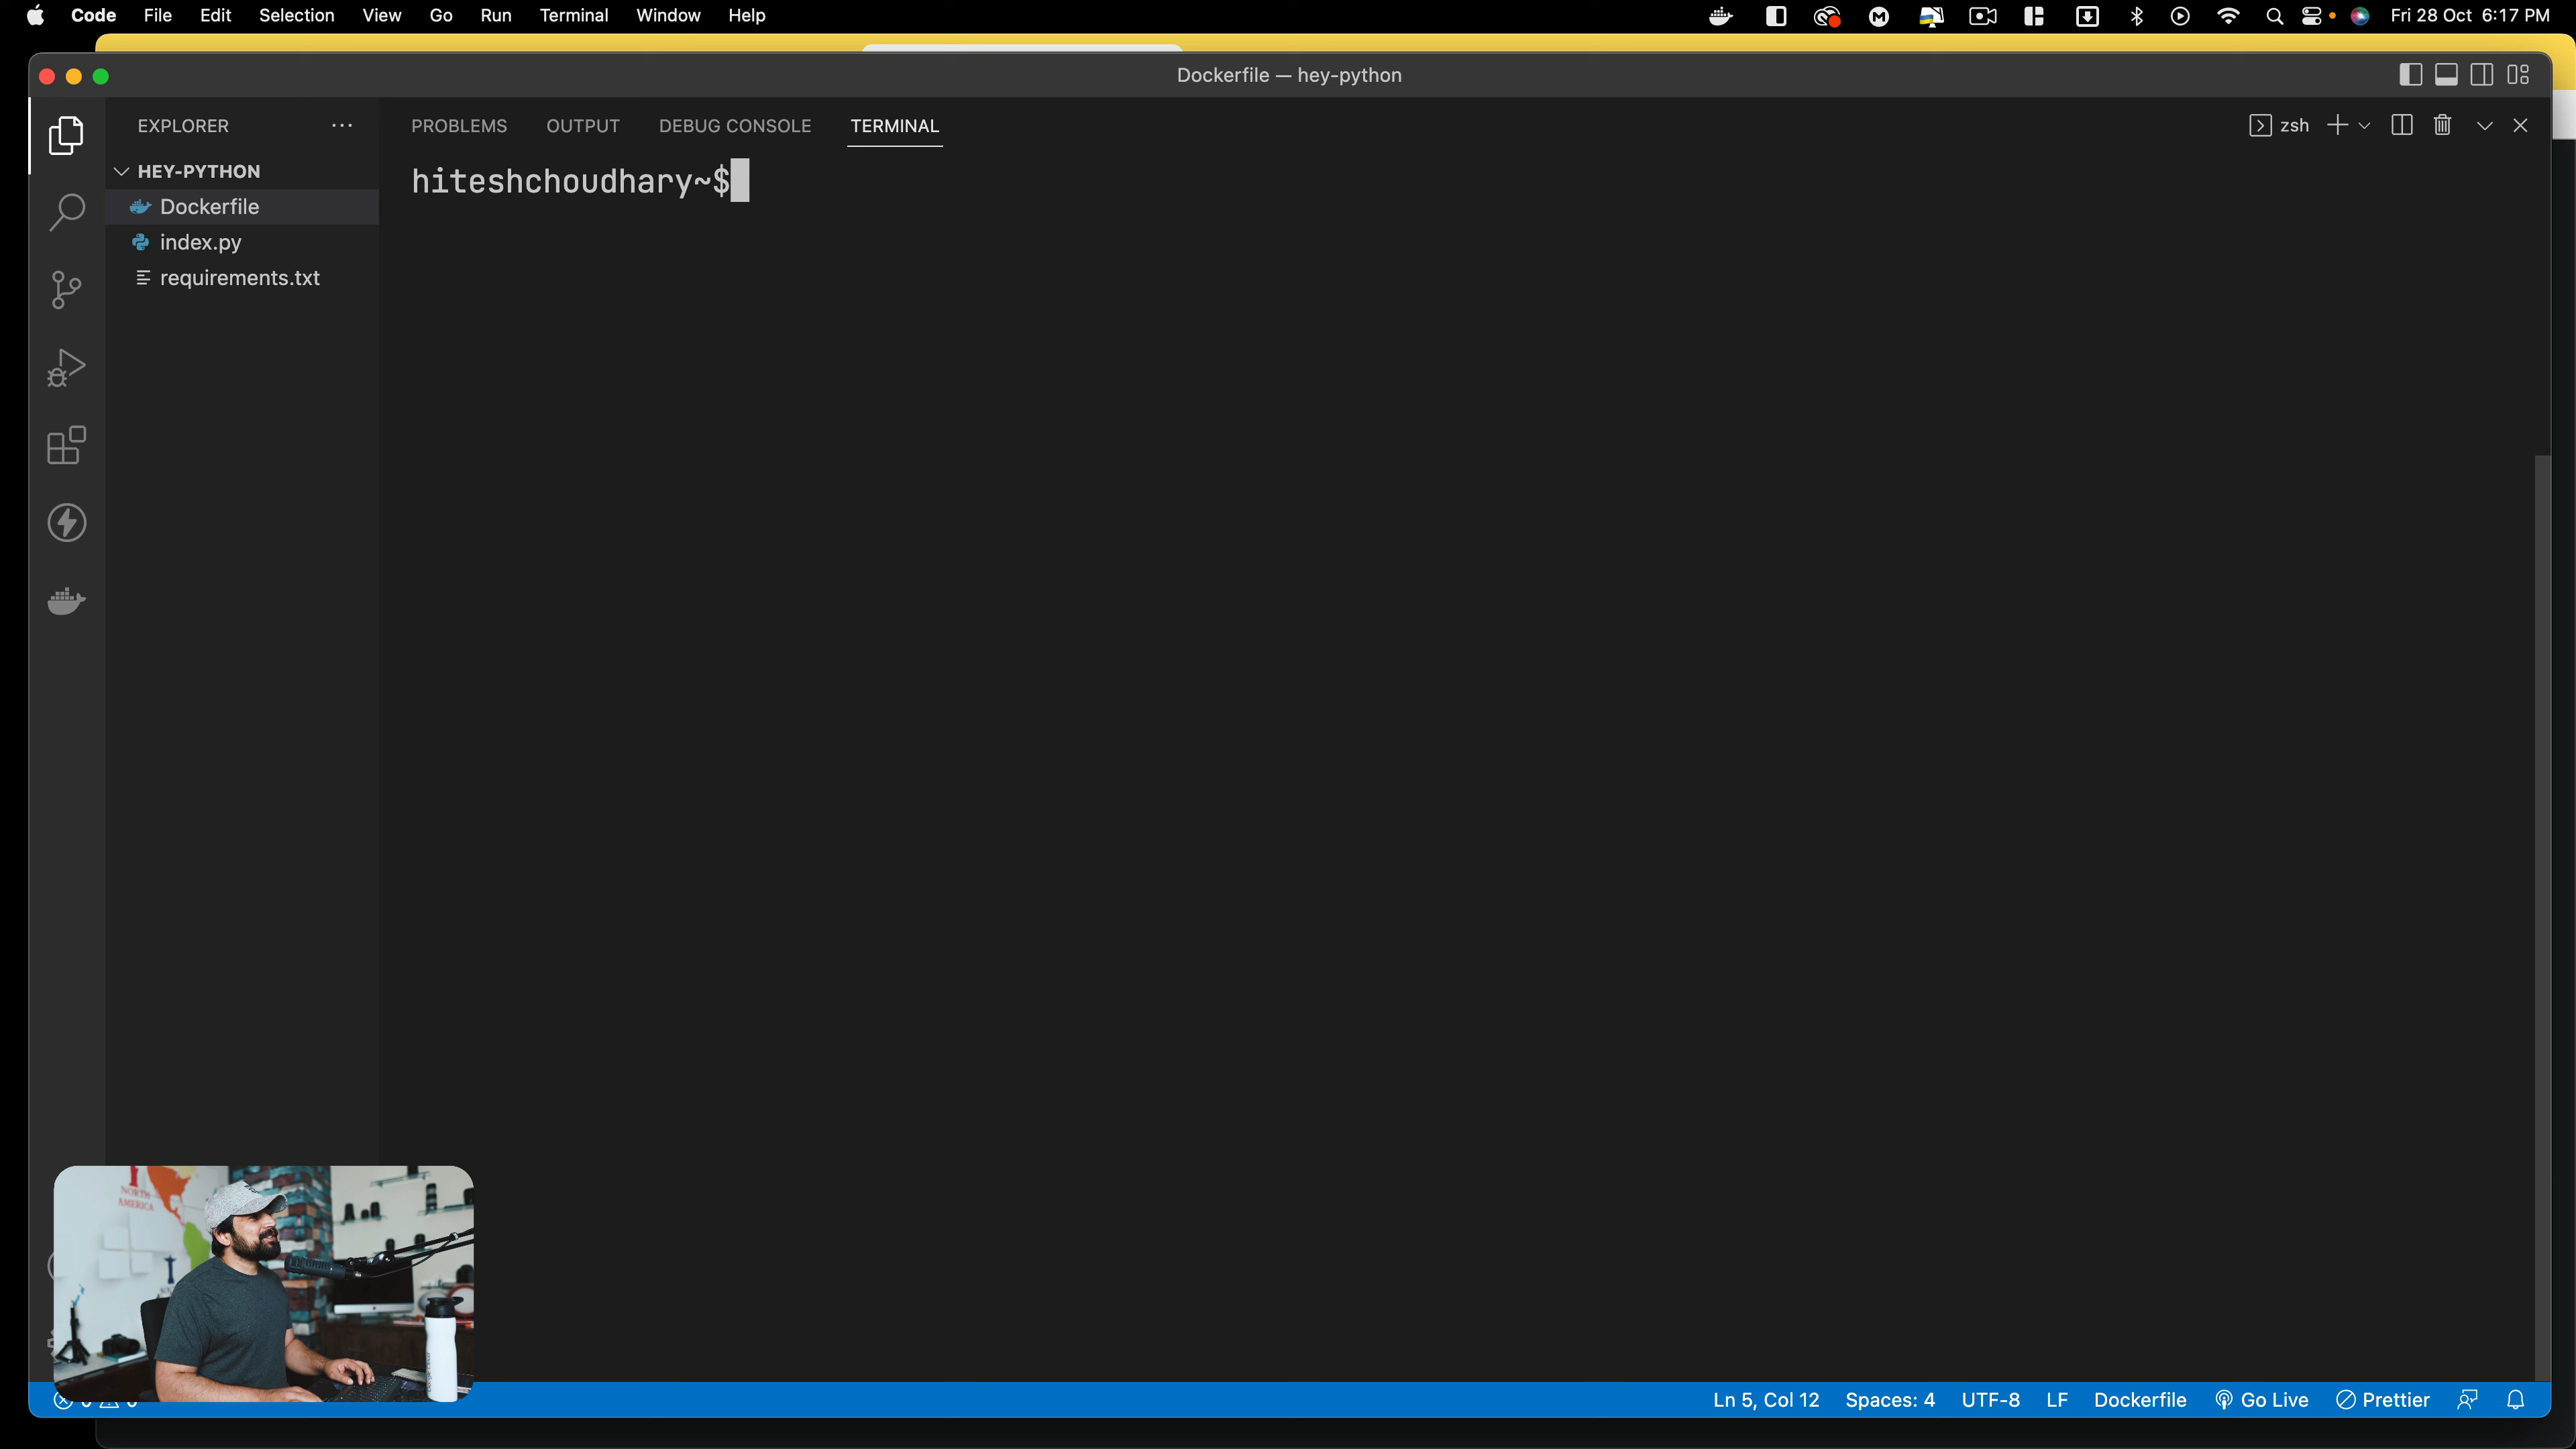 Code File Edit Selection View Go Run Terminal Window Help Fri 28 Oct 6:17 PM
Dockerfile — hey-python
EXPLORER ···
HEY-PYTHON
Dockerfile
index.py
requirements.txt
PROBLEMS OUTPUT DEBUG CONSOLE TERMINAL zsh
hiteshchoudhary~$
NORTH
AMERICA
Ln 5, Col 12 Spaces: 4 UTF-8 LF Dockerfile Go Live Prettier